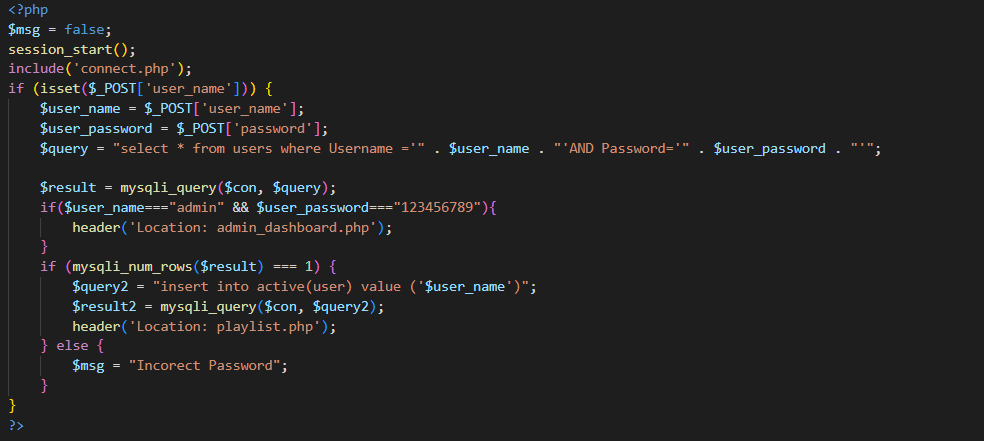 <?php
$msg = false;
session_start();
include('connect.php');
if (isset($_POST['user_name'])) {
    $user_name = $_POST['user_name'];
    $user_password = $_POST['password'];
    $query = "select * from users where Username ='" . $user_name . "'AND Password='" . $user_password . "'";

    $result = mysqli_query($con, $query);
    if($user_name==="admin" && $user_password==="123456789"){
        header('Location: admin_dashboard.php');
    }
    if (mysqli_num_rows($result) === 1) {
        $query2 = "insert into active(user) value ('$user_name')";
        $result2 = mysqli_query($con, $query2);
        header('Location: playlist.php');
    } else {
        $msg = "Incorect Password";
    }
}
?>